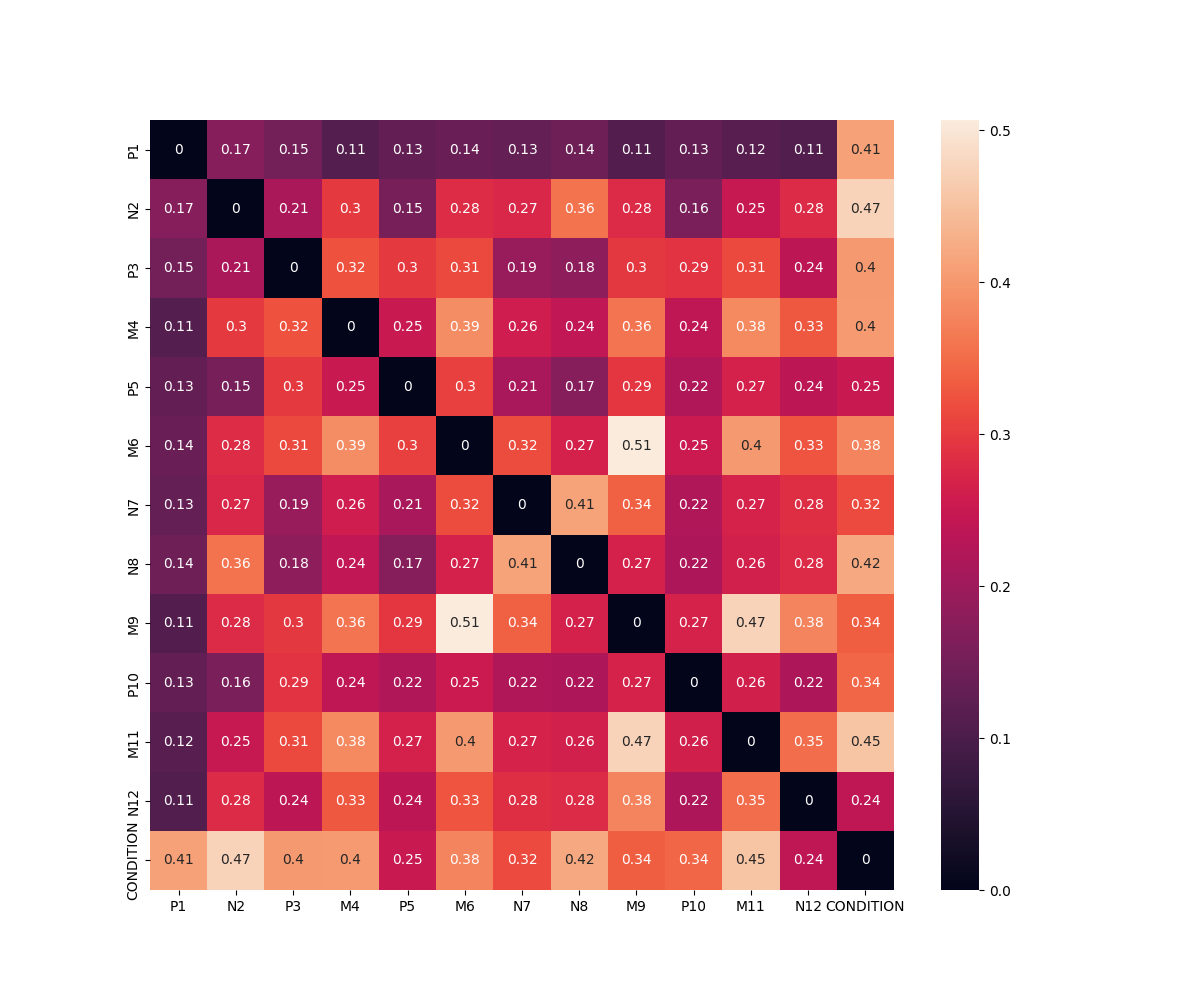 P1 0 0.17 0.15 0.11 0.13 0.14 0.13 0.14 0.11 0.13 0.12 0.11 0.41
N2 0.17 0 0.21 0.3 0.15 0.28 0.27 0.36 0.28 0.16 0.25 0.28 0.47
P3 0.15 0.21 0 0.32 0.3 0.31 0.19 0.18 0.3 0.29 0.31 0.24 0.4
M4 0.11 0.3 0.32 0 0.25 0.39 0.26 0.24 0.36 0.24 0.38 0.33 0.4
P5 0.13 0.15 0.3 0.25 0 0.3 0.21 0.17 0.29 0.22 0.27 0.24 0.25
M6 0.14 0.28 0.31 0.39 0.3 0 0.32 0.27 0.51 0.25 0.4 0.33 0.38
N7 0.13 0.27 0.19 0.26 0.21 0.32 0 0.41 0.34 0.22 0.27 0.28 0.32
N8 0.14 0.36 0.18 0.24 0.17 0.27 0.41 0 0.27 0.22 0.26 0.28 0.42
M9 0.11 0.28 0.3 0.36 0.29 0.51 0.34 0.27 0 0.27 0.47 0.38 0.34
P10 0.13 0.16 0.29 0.24 0.22 0.25 0.22 0.22 0.27 0 0.26 0.22 0.34
M11 0.12 0.25 0.31 0.38 0.27 0.4 0.27 0.26 0.47 0.26 0 0.35 0.45
N12 0.11 0.28 0.24 0.33 0.24 0.33 0.28 0.28 0.38 0.22 0.35 0 0.24
CONDITION 0.41 0.47 0.4 0.4 0.25 0.38 0.32 0.42 0.34 0.34 0.45 0.24 0
P1 N2 P3 M4 P5 M6 N7 N8 M9 P10 M11 N12 CONDITION
0.5
0.4
0.3
0.2
0.1
0.0